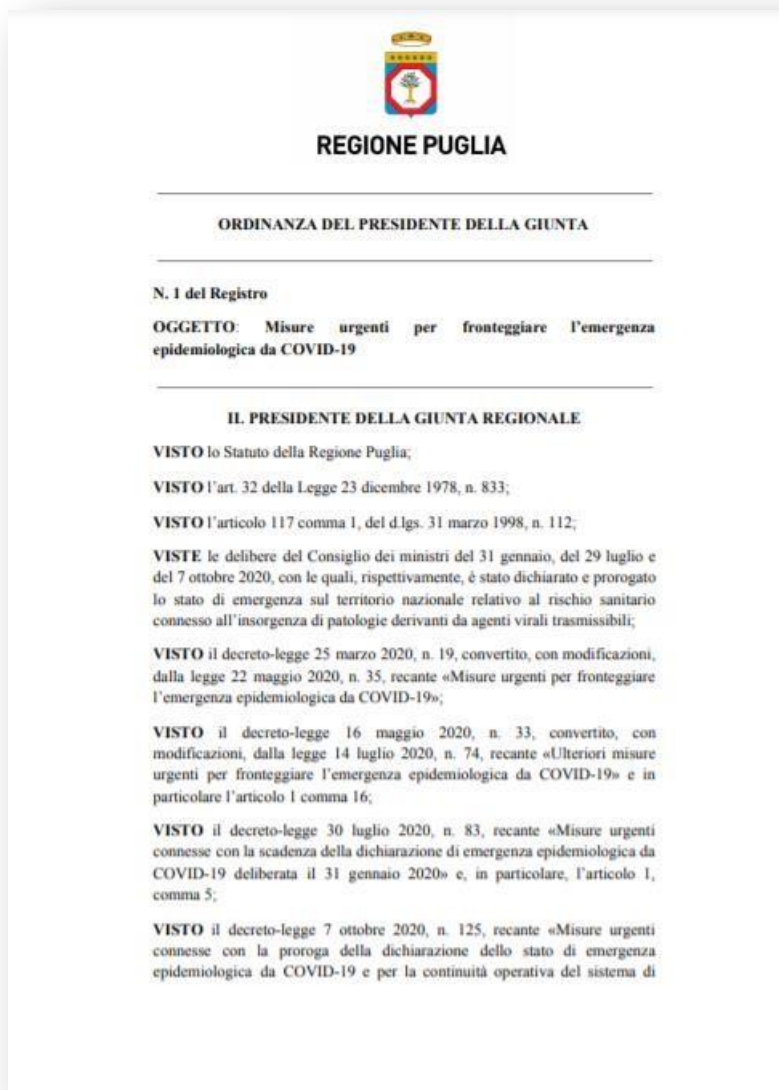 REGIONE PUGLIA
ORDINANZA DEL PRESIDENTE DELLA GIUNTA
N. 1 del Registro
OGGETTO: Misure urgenti per fronteggiare l’emergenza
epidemiologica da COVID-19
IL PRESIDENTE DELLA GIUNTA REGIONALE
VISTO lo Statuto della Regione Puglia;
VISTO l’art. 32 della Legge 23 dicembre 1978, n. 833;
VISTO l’articolo 117 comma 1, del d.lgs. 31 marzo 1998, n. 112;
VISTE le delibere del Consiglio dei ministri del 31 gennaio, del 29 luglio e
del 7 ottobre 2020, con le quali, rispettivamente, è stato dichiarato e prorogato
lo stato di emergenza sul territorio nazionale relativo al rischio sanitario
connesso all’insorgenza di patologie derivanti da agenti virali trasmissibili;
VISTO il decreto-legge 25 marzo 2020, n. 19, convertito, con modificazioni,
dalla legge 22 maggio 2020, n. 35, recante «Misure urgenti per fronteggiare
l’emergenza epidemiologica da COVID-19»;
VISTO il decreto-legge 16 maggio 2020, n. 33, convertito, con
modificazioni, dalla legge 14 luglio 2020, n. 74, recante «Ulteriori misure
urgenti per fronteggiare l’emergenza epidemiologica da COVID-19» e in
particolare l’articolo 1 comma 16;
VISTO il decreto-legge 30 luglio 2020, n. 83, recante «Misure urgenti
connesse con la scadenza della dichiarazione di emergenza epidemiologica da
COVID-19 deliberata il 31 gennaio 2020» e, in particolare, l’articolo 1,
comma 5;
VISTO il decreto-legge 7 ottobre 2020, n. 125, recante «Misure urgenti
connesse con la proroga della dichiarazione dello stato di emergenza
epidemiologica da COVID-19 e per la continuità operativa del sistema di